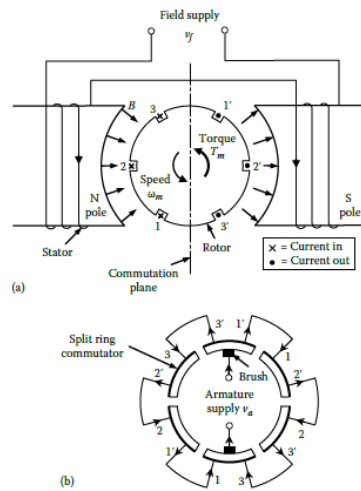 Field supply
v_f
B
3
1′
Torque
T_m
2
2′
N
pole
Speed
ω_m
S
pole
1
3′
Stator
Rotor
Commutation
plane
× = Current in
● = Current out
(a)
Split ring
commutator
3′
1′
3
1
2′
Brush
2′
Armature
supply v_a
2
2
1′
3′
1
3
(b)